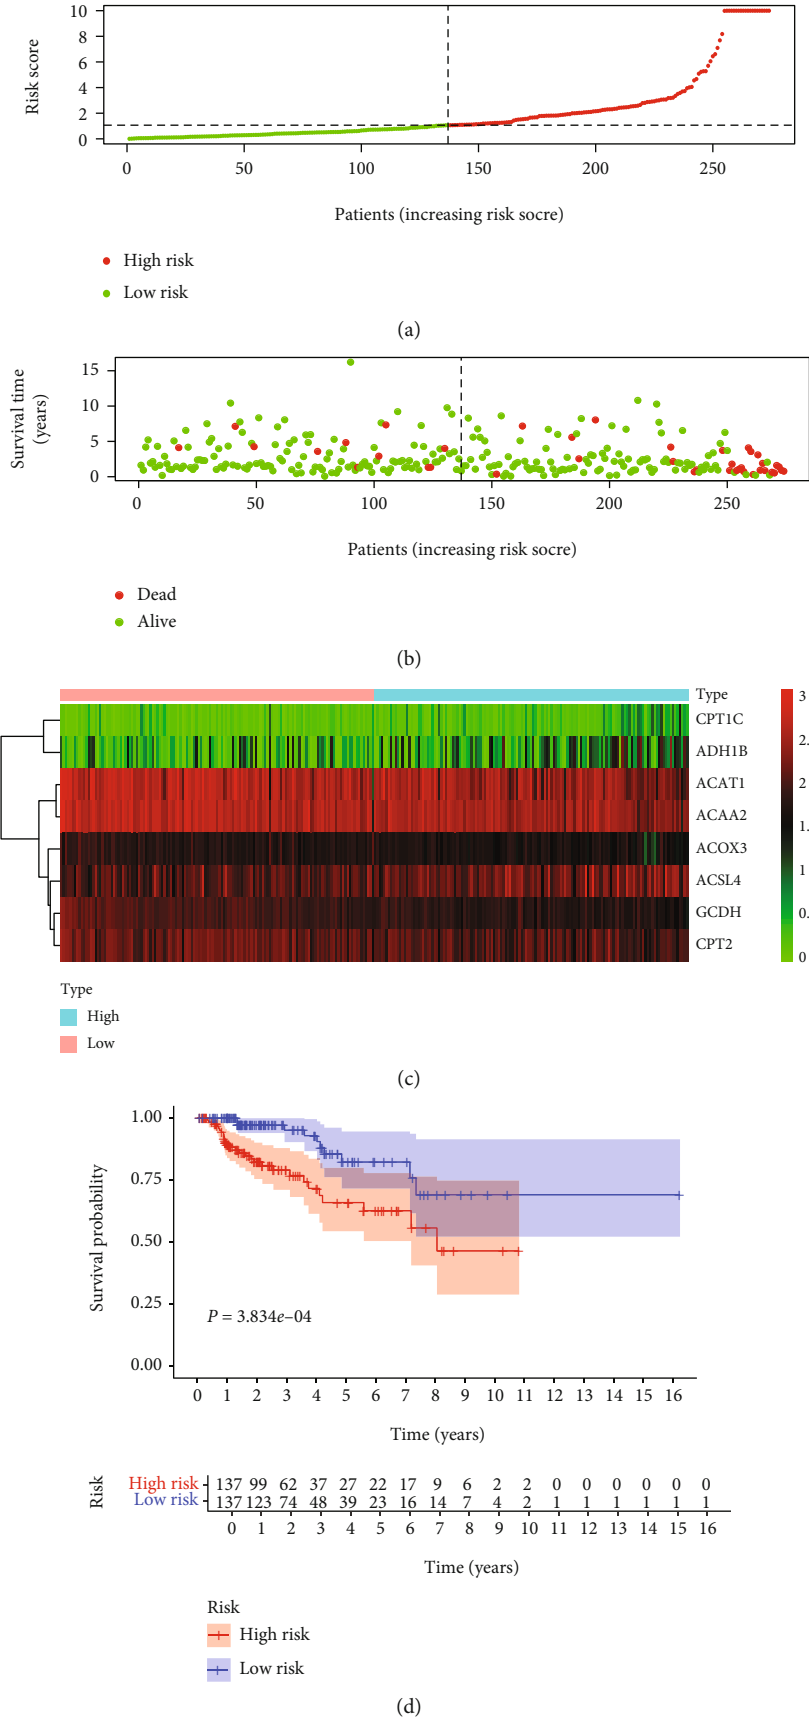 10
8
6
4
2
0
Risk score
0 50 100 150 200 250
Patients (increasing risk socre)
High risk
Low risk
(a)
15
10
5
0
Survival time
(years)
0 50 100 150 200 250
Patients (increasing risk socre)
Dead
Alive
(b)
Type
CPT1C
ADH1B
ACAT1
ACAA2
ACOX3
ACSL4
GCDH
CPT2
3
2.
2
1.
1
0.
0
Type
High
Low
(c)
1.00
0.75
0.50
0.25
0.00
Survival probability
P = 3.834e–04
0 1 2 3 4 5 6 7 8 9 10 11 12 13 14 15 16
Time (years)
Risk
High risk 137 99 62 37 27 22 17 9 6 2 2 0 0 0 0 0 0
Low risk 137 123 74 48 39 23 16 14 7 4 2 1 1 1 1 1 1
0 1 2 3 4 5 6 7 8 9 10 11 12 13 14 15 16
Time (years)
Risk
High risk
Low risk
(d)